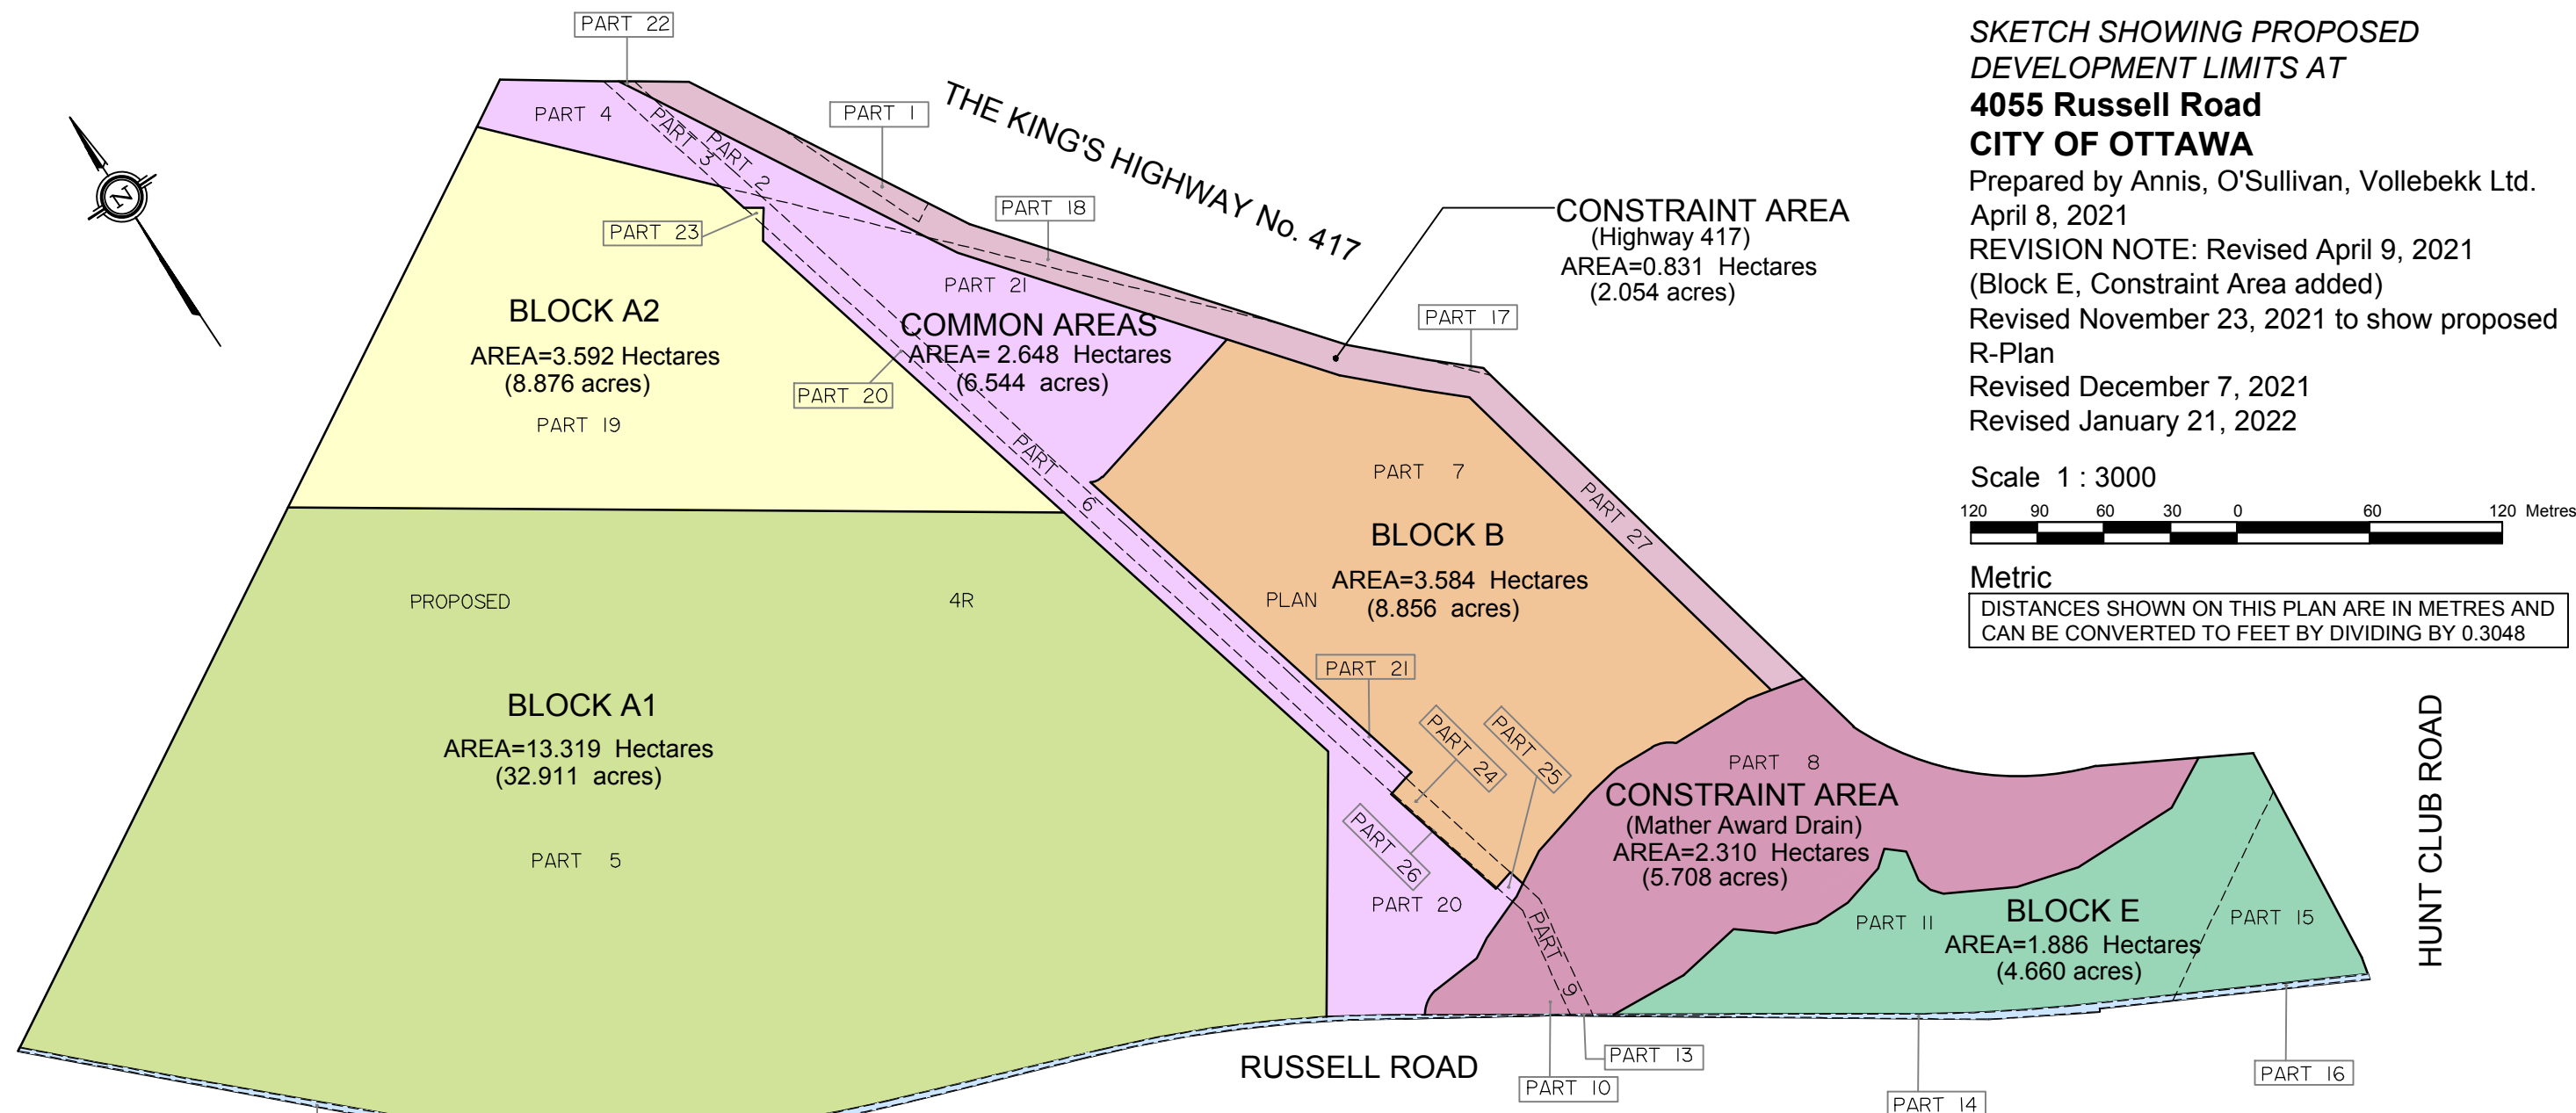 SKETCH SHOWING PROPOSED
DEVELOPMENT LIMITS AT
4055 Russell Road
CITY OF OTTAWA
Prepared by Annis, O'Sullivan, Vollebekk Ltd.
April 8, 2021
REVISION NOTE: Revised April 9, 2021
(Block E, Constraint Area added)
Revised November 23, 2021 to show proposed
R-Plan
Revised December 7, 2021
Revised January 21, 2022
Scale 1 : 3000
120 90 60 30 0 60 120 Metres
Metric
DISTANCES SHOWN ON THIS PLAN ARE IN METRES AND
CAN BE CONVERTED TO FEET BY DIVIDING BY 0.3048
N
PART 22
PART 4
PART 3
PART 2
PART 1
THE KING'S HIGHWAY No. 417
PART 18
CONSTRAINT AREA
(Highway 417)
AREA=0.831 Hectares
(2.054 acres)
PART 17
PART 23
BLOCK A2
AREA=3.592 Hectares
(8.876 acres)
PART 19
PART 21
COMMON AREAS
AREA= 2.648 Hectares
(6.544 acres)
PART 20
PART 6
PART 7
BLOCK B
AREA=3.584 Hectares
(8.856 acres)
PART 27
PROPOSED
4R
PLAN
BLOCK A1
AREA=13.319 Hectares
(32.911 acres)
PART 5
PART 21
PART 24
PART 25
PART 26
PART 20
PART 8
CONSTRAINT AREA
(Mather Award Drain)
AREA=2.310 Hectares
(5.708 acres)
PART 9
PART 11
BLOCK E
AREA=1.886 Hectares
(4.660 acres)
PART 15
HUNT CLUB ROAD
RUSSELL ROAD
PART 13
PART 10
PART 14
PART 16